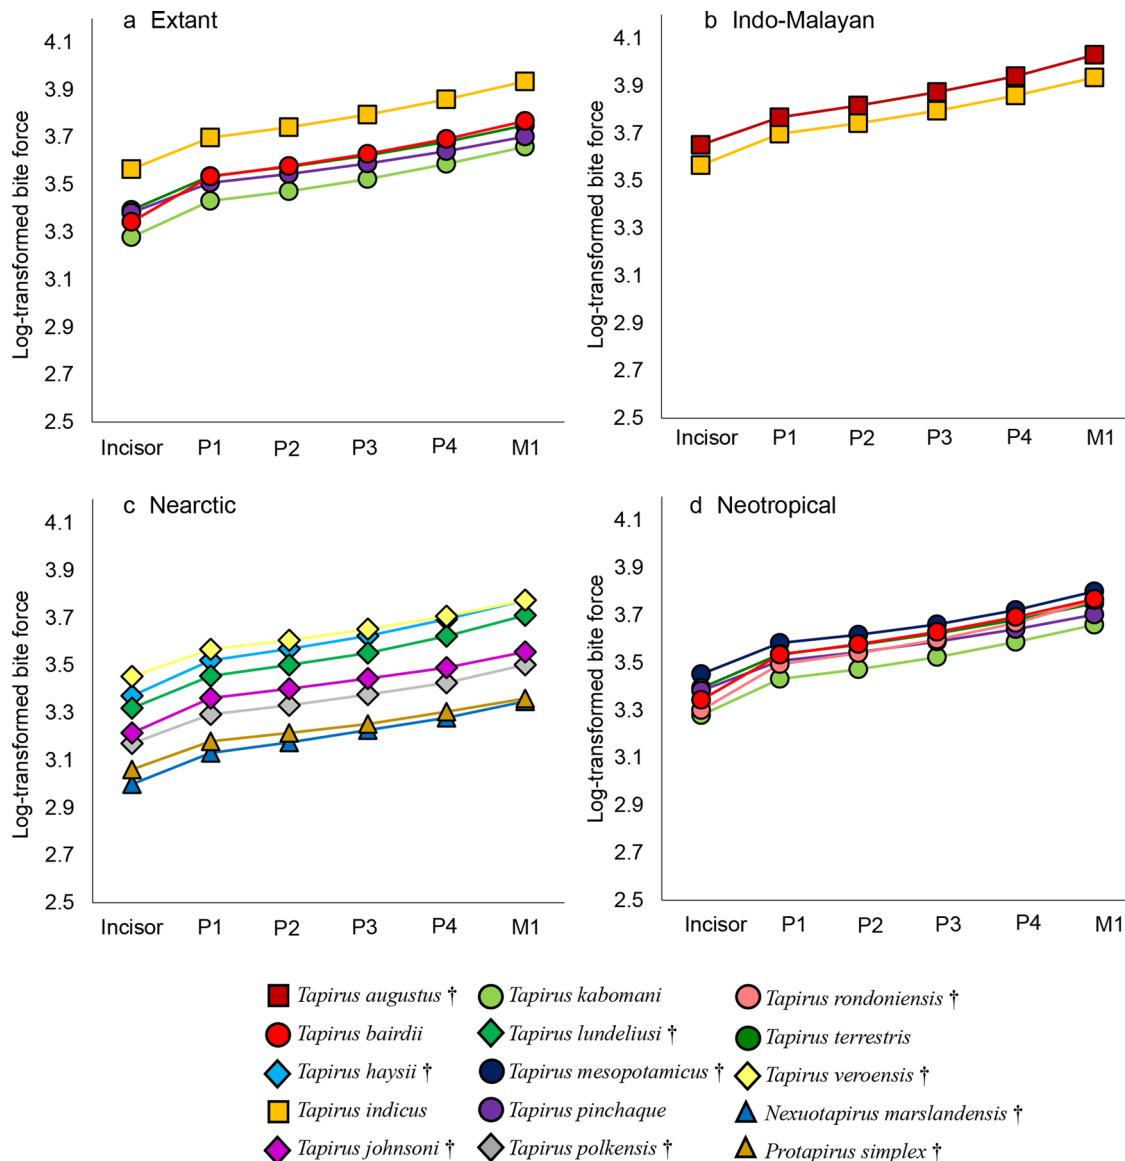 a Extant
Log-transformed bite force
4.1
3.9
3.7
3.5
3.3
3.1
2.9
2.7
2.5
Incisor P1 P2 P3 P4 M1
b Indo-Malayan
Log-transformed bite force
4.1
3.9
3.7
3.5
3.3
3.1
2.9
2.7
2.5
Incisor P1 P2 P3 P4 M1
c Nearctic
Log-transformed bite force
4.1
3.9
3.7
3.5
3.3
3.1
2.9
2.7
2.5
Incisor P1 P2 P3 P4 M1
d Neotropical
Log-transformed bite force
4.1
3.9
3.7
3.5
3.3
3.1
2.9
2.7
2.5
Incisor P1 P2 P3 P4 M1
Tapirus augustus †
Tapirus bairdii
Tapirus haysii †
Tapirus indicus
Tapirus johnsoni †
Tapirus kabomani
Tapirus lundeliusi †
Tapirus mesopotamicus †
Tapirus pinchaque
Tapirus polkensis †
Tapirus rondoniensis †
Tapirus terrestris
Tapirus veroensis †
Nexuotapirus marslandensis †
Protapirus simplex †